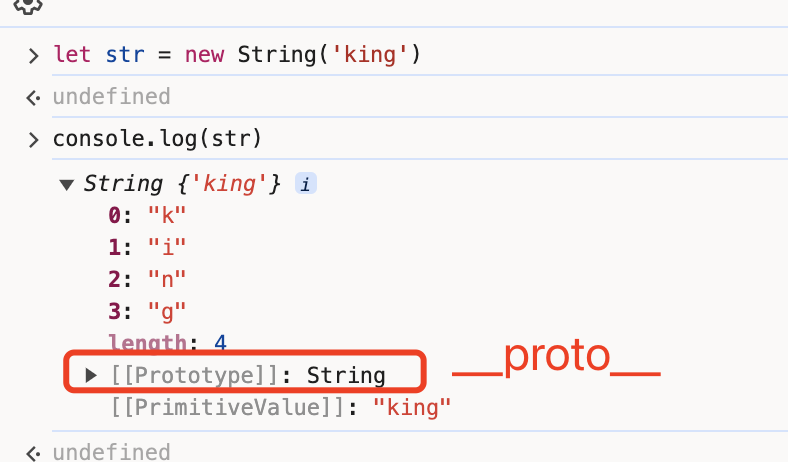 let str = new String('king')
undefined
console.log(str)
String {'king'} i
0: "k"
1: "i"
2: "n"
3: "g"
length: 4
[[Prototype]]: String __proto__
[[PrimitiveValue]]: "king"
undefined